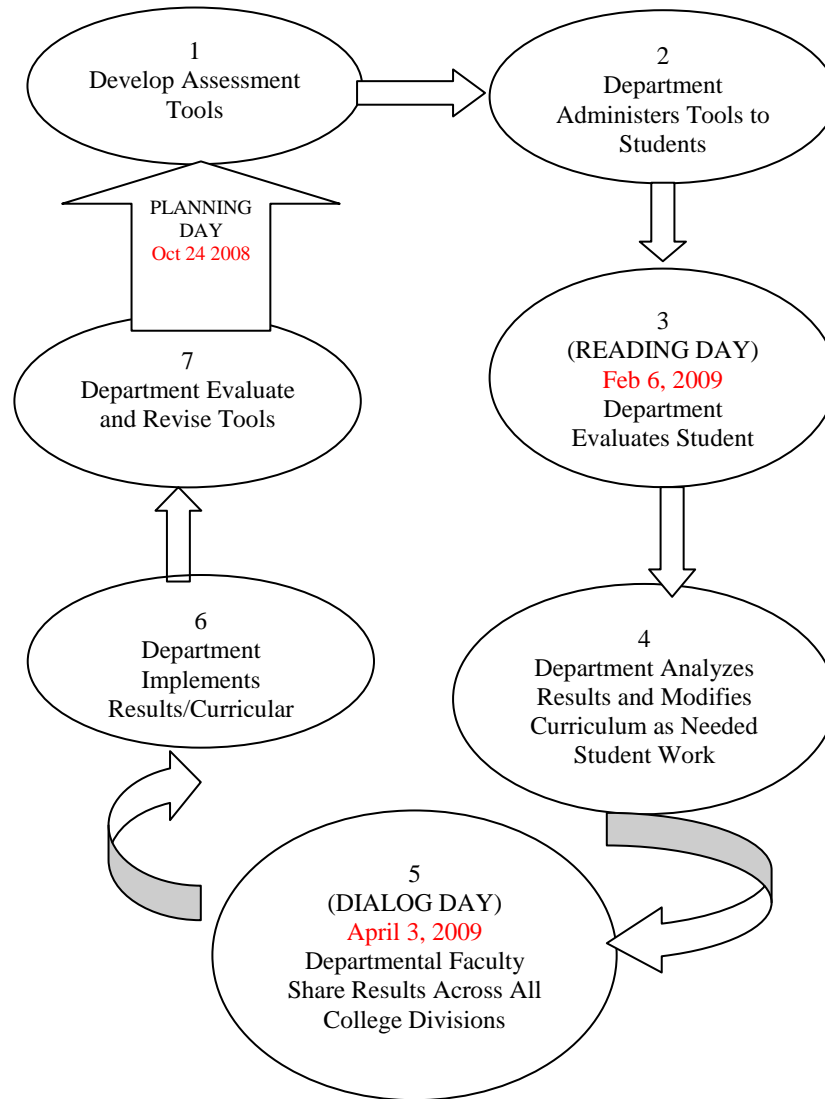 1
Develop Assessment
Tools
2
Department
Administers Tools to
Students
3
(READING DAY)
Feb 6, 2009
Department
Evaluates Student
4
Department Analyzes
Results and Modifies
Curriculum as Needed
Student Work
5
(DIALOG DAY)
April 3, 2009
Departmental Faculty
Share Results Across All
College Divisions
6
Department
Implements
Results/Curricular
7
Department Evaluate
and Revise Tools
PLANNING
DAY
Oct 24 2008